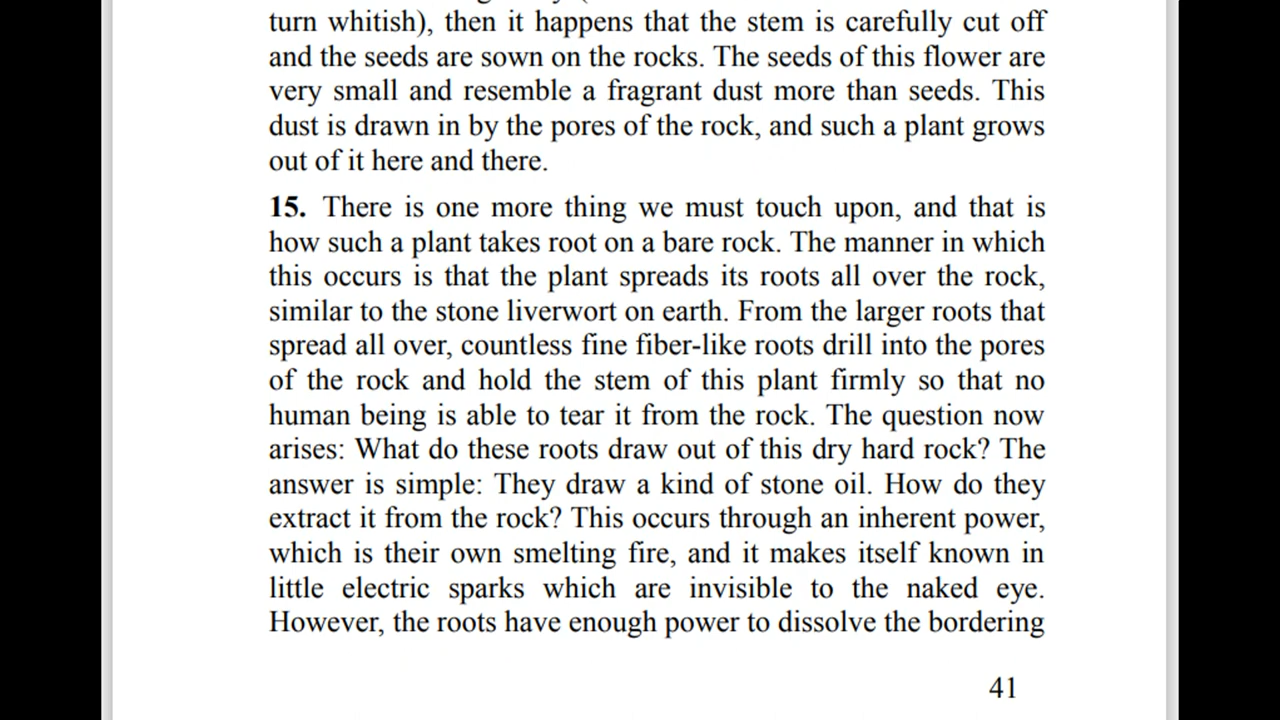 turn whitish), then it happens that the stem is carefully cut off
and the seeds are sown on the rocks. The seeds of this flower are
very small and resemble a fragrant dust more than seeds. This
dust is drawn in by the pores of the rock, and such a plant grows
out of it here and there.
15. There is one more thing we must touch upon, and that is
how such a plant takes root on a bare rock. The manner in which
this occurs is that the plant spreads its roots all over the rock,
similar to the stone liverwort on earth. From the larger roots that
spread all over, countless fine fiber-like roots drill into the pores
of the rock and hold the stem of this plant firmly so that no
human being is able to tear it from the rock. The question now
arises: What do these roots draw out of this dry hard rock? The
answer is simple: They draw a kind of stone oil. How do they
extract it from the rock? This occurs through an inherent power,
which is their own smelting fire, and it makes itself known in
little electric sparks which are invisible to the naked eye.
However, the roots have enough power to dissolve the bordering
41